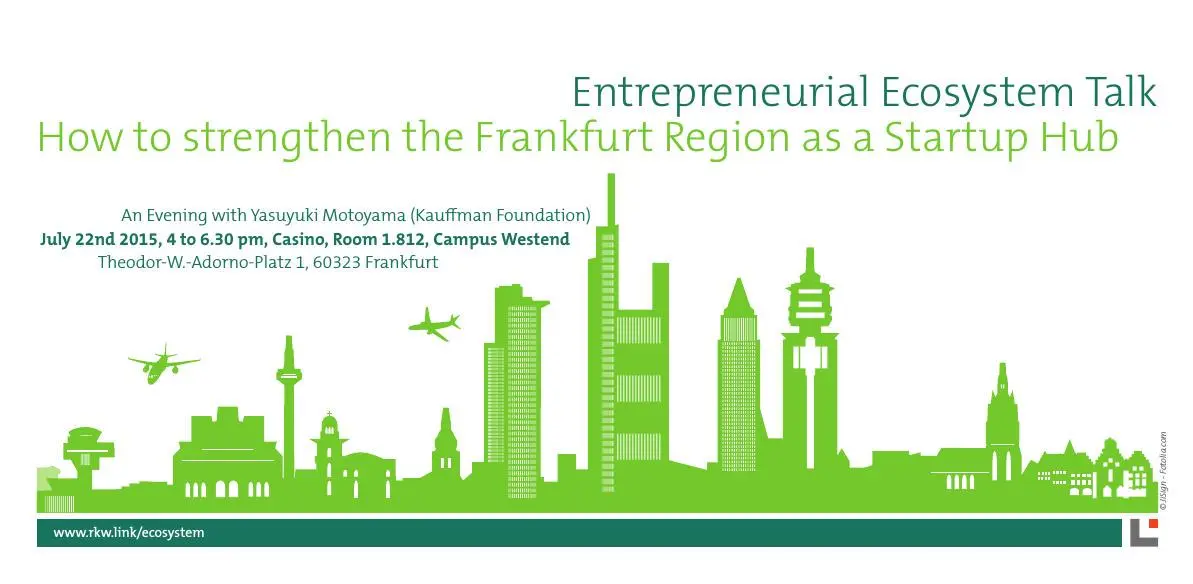 Entrepreneurial Ecosystem Talk
How to strengthen the Frankfurt Region as a Startup Hub
An Evening with Yasuyuki Motoyama (Kauffman Foundation)
July 22nd 2015, 4 to 6.30 pm, Casino, Room 1.812, Campus Westend
Theodor-W.-Adorno-Platz 1, 60323 Frankfurt
© JiSign - Fotolia.com
www.rkw.link/ecosystem